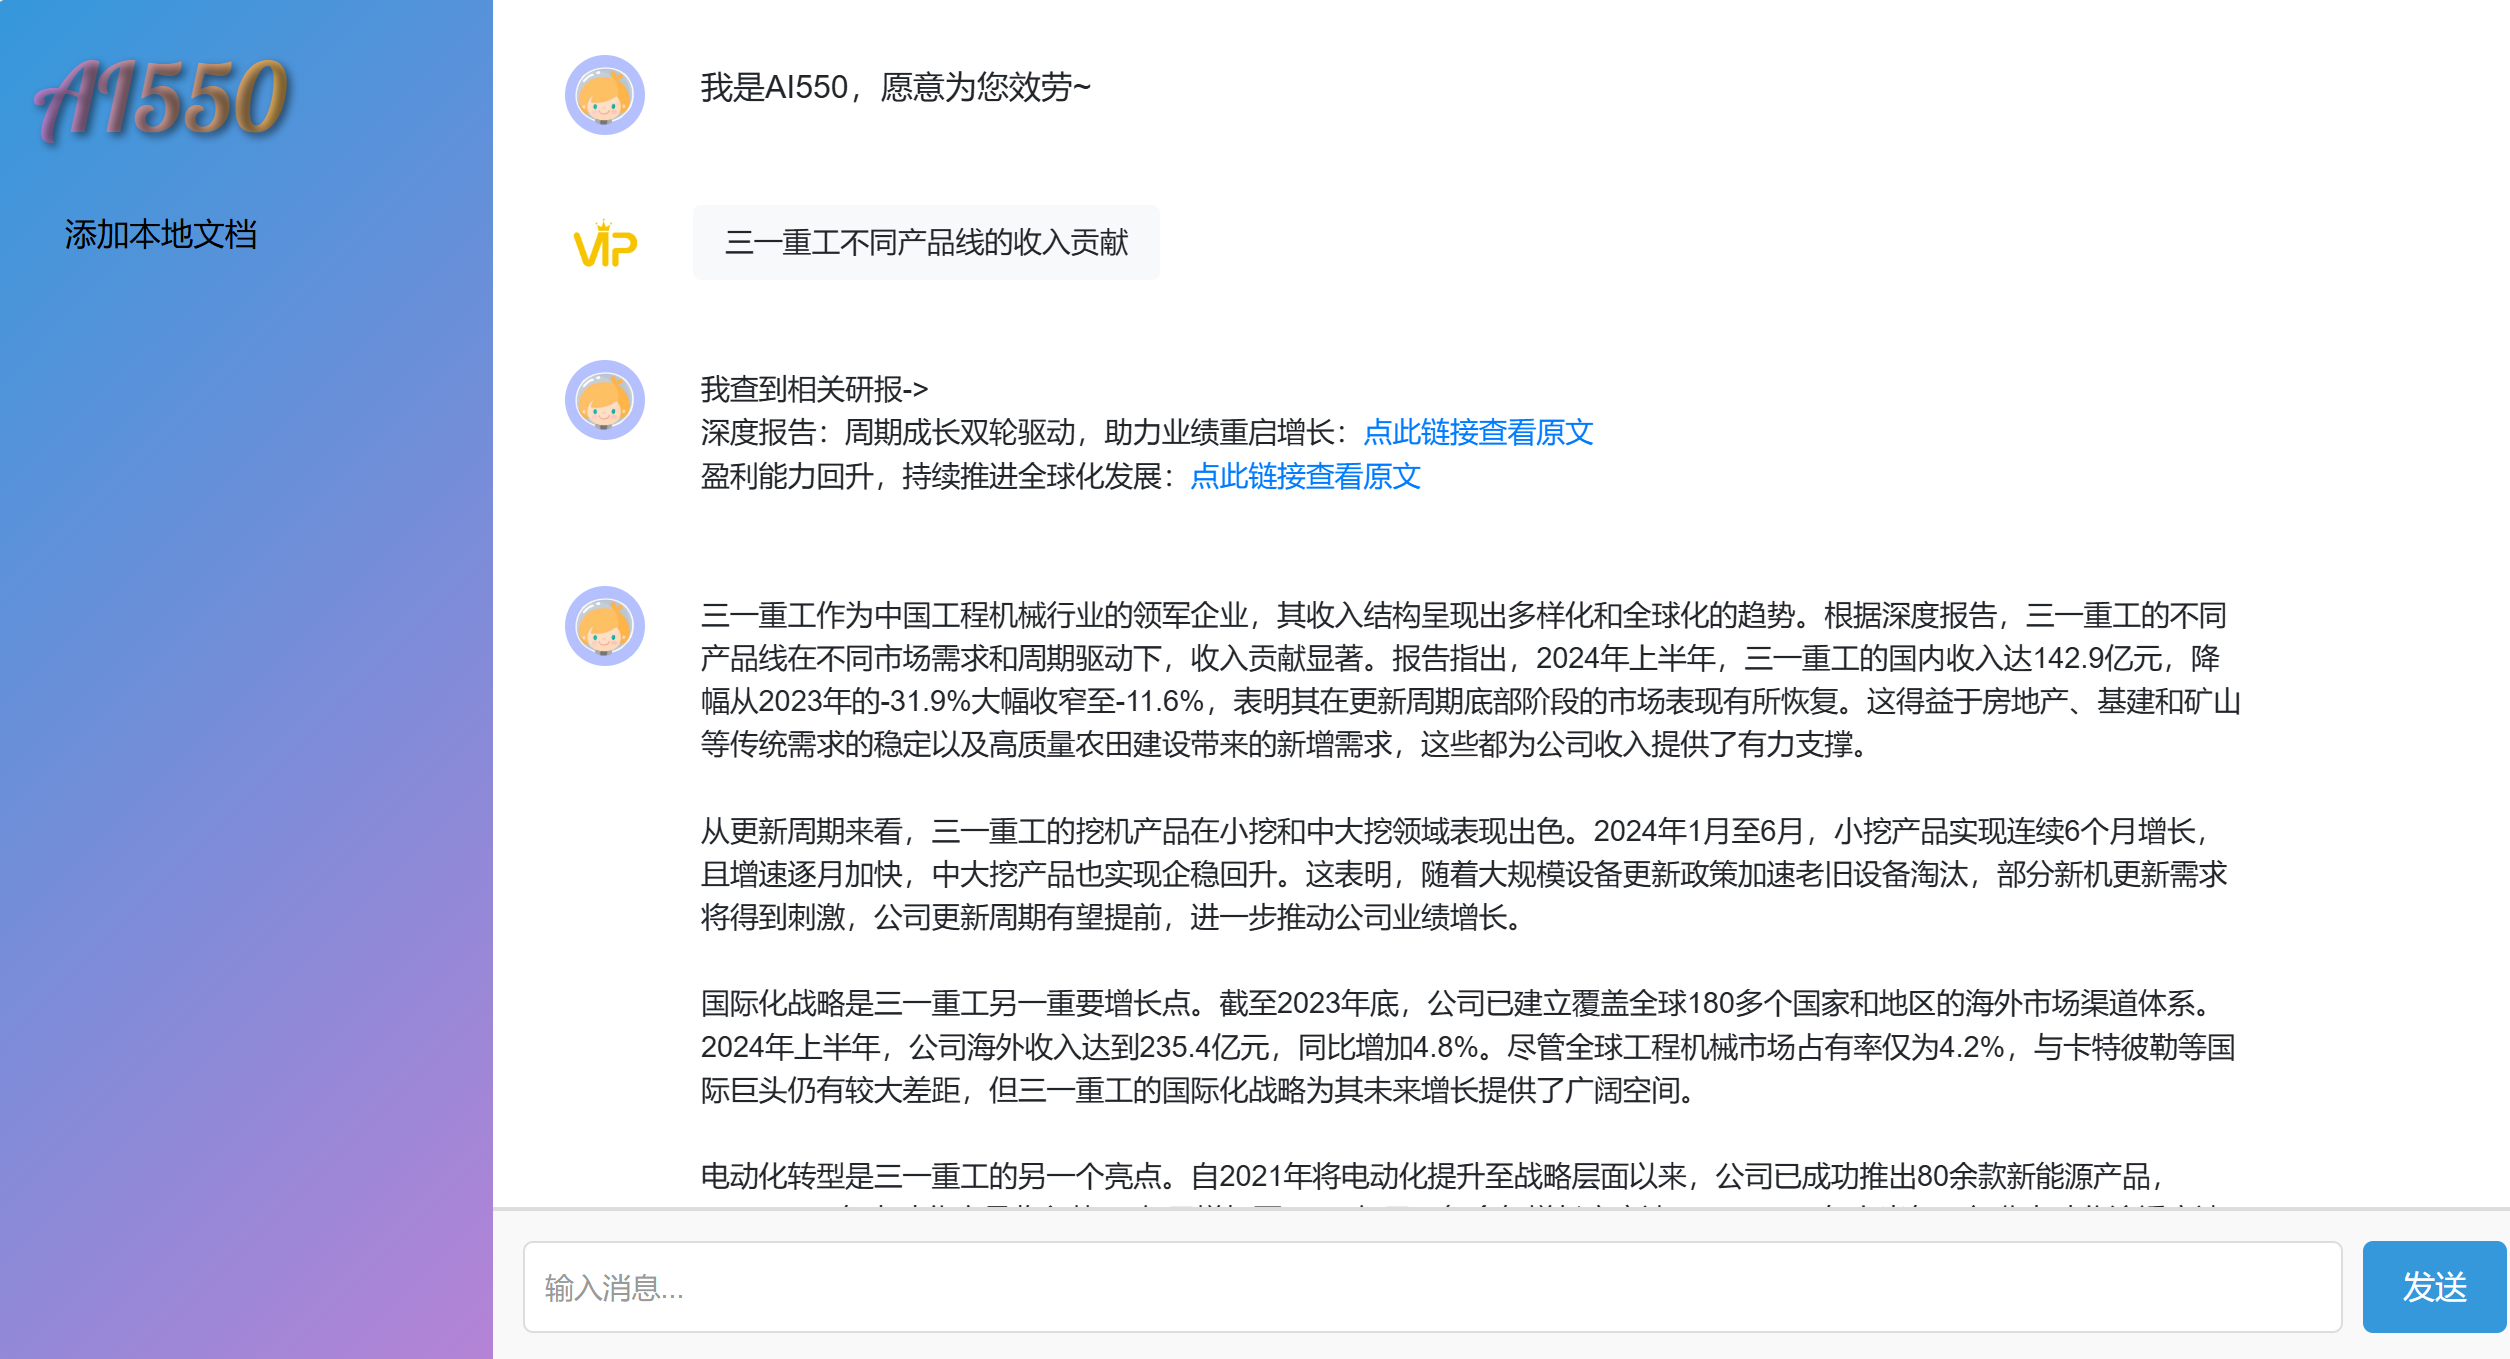 AI550
添加本地文档
我是AI550，愿意为您效劳~
VIP
三一重工不同产品线的收入贡献
我查到相关研报->
深度报告：周期成长双轮驱动，助力业绩重启增长：点此链接查看原文
盈利能力回升，持续推进全球化发展：点此链接查看原文
三一重工作为中国工程机械行业的领军企业，其收入结构呈现出多样化和全球化的趋势。根据深度报告，三一重工的不同
产品线在不同市场需求和周期驱动下，收入贡献显著。报告指出，2024年上半年，三一重工的国内收入达142.9亿元，降
幅从2023年的-31.9%大幅收窄至-11.6%，表明其在更新周期底部阶段的市场表现有所恢复。这得益于房地产、基建和矿山
等传统需求的稳定以及高质量农田建设带来的新增需求，这些都为公司收入提供了有力支撑。
从更新周期来看，三一重工的挖机产品在小挖和中大挖领域表现出色。2024年1月至6月，小挖产品实现连续6个月增长，
且增速逐月加快，中大挖产品也实现企稳回升。这表明，随着大规模设备更新政策加速老旧设备淘汰，部分新机更新需求
将得到刺激，公司更新周期有望提前，进一步推动公司业绩增长。
国际化战略是三一重工另一重要增长点。截至2023年底，公司已建立覆盖全球180多个国家和地区的海外市场渠道体系。
2024年上半年，公司海外收入达到235.4亿元，同比增加4.8%。尽管全球工程机械市场占有率仅为4.2%，与卡特彼勒等国
际巨头仍有较大差距，但三一重工的国际化战略为其未来增长提供了广阔空间。
电动化转型是三一重工的另一个亮点。自2021年将电动化提升至战略层面以来，公司已成功推出80余款新能源产品，
输入消息...
发送